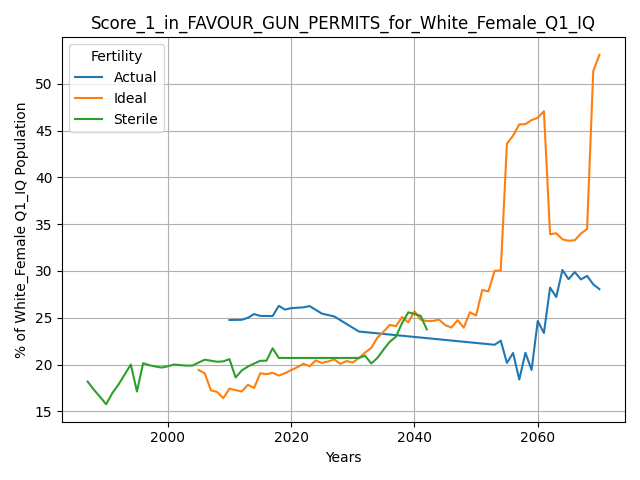 Score_1_in_FAVOUR_GUN_PERMITS_for_White_Female_Q1_IQ
Fertility
Actual
Ideal
Sterile
% of White_Female Q1_IQ Population
50
45
40
35
30
25
20
15
2000
2020
2040
2060
Years